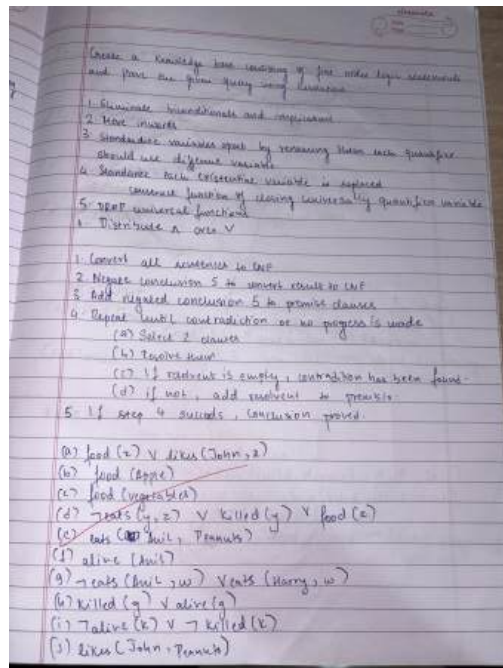 Create a knowledge base consisting of first order logic statements
and prove the given query using Resolution
1. Eliminate biconditionals and implications
2. Move inwards
3. Standardize variables apart by renaming them each quantifier
should use different variable
4. each existential variable is replaced
function of closing universally quantified variable
5. DROP universal functions
6. Distribute ∧ over ∨
1. Convert all sentences to CNF
2. Negate conclusion S & convert result to CNF
3. Add negated conclusion S to premise clauses
4. Repeat until contradiction or no progress is made
(a) Select 2 clauses
(b) resolve them
(c) If resolvent is empty, contradition has been found.
(d) if not, add resolvent to premise.
5. If step 4 succeeds, conclusion proved.
(a) food (z) ∨ likes (John, z)
(b) food (Apple)
(c) food (vegetables)
(d) ¬eats (y, z) ∨ killed (y) ∨ food (z)
(e) eats (Anil, Peanuts)
(f) alive (Anil)
(g) ¬eats (Anil, w) ∨ eats (Harry, w)
(h) killed (g) ∨ alive (g)
(i) ¬alive (k) ∨ ¬killed (k)
(j) likes (John, Peanuts)